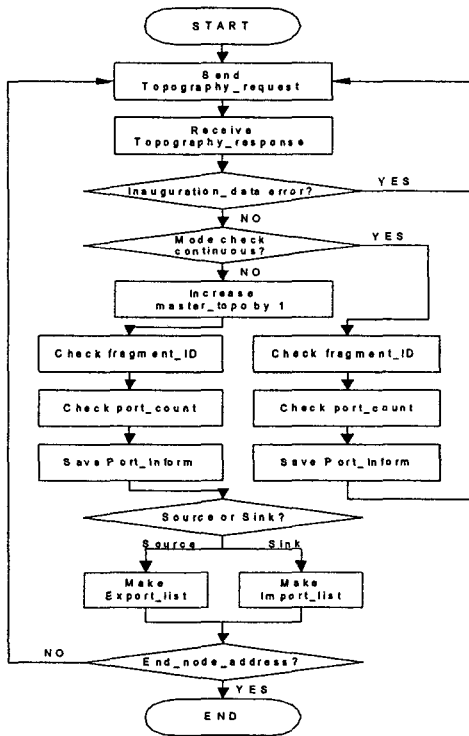 START
Send
Topography_request
Receive
Topography_response
Inauguration_data error?
YES
NO
Mode check
continuous?
YES
NO
Increase
master_topo by 1
Check fragment_ID
Check fragment_ID
Check port_count
Check port_count
Save Port_Inform
Save Port_Inform
Source or Sink?
Source
Sink
Make
Export_list
Make
Import_list
NO
End_node_address?
YES
END